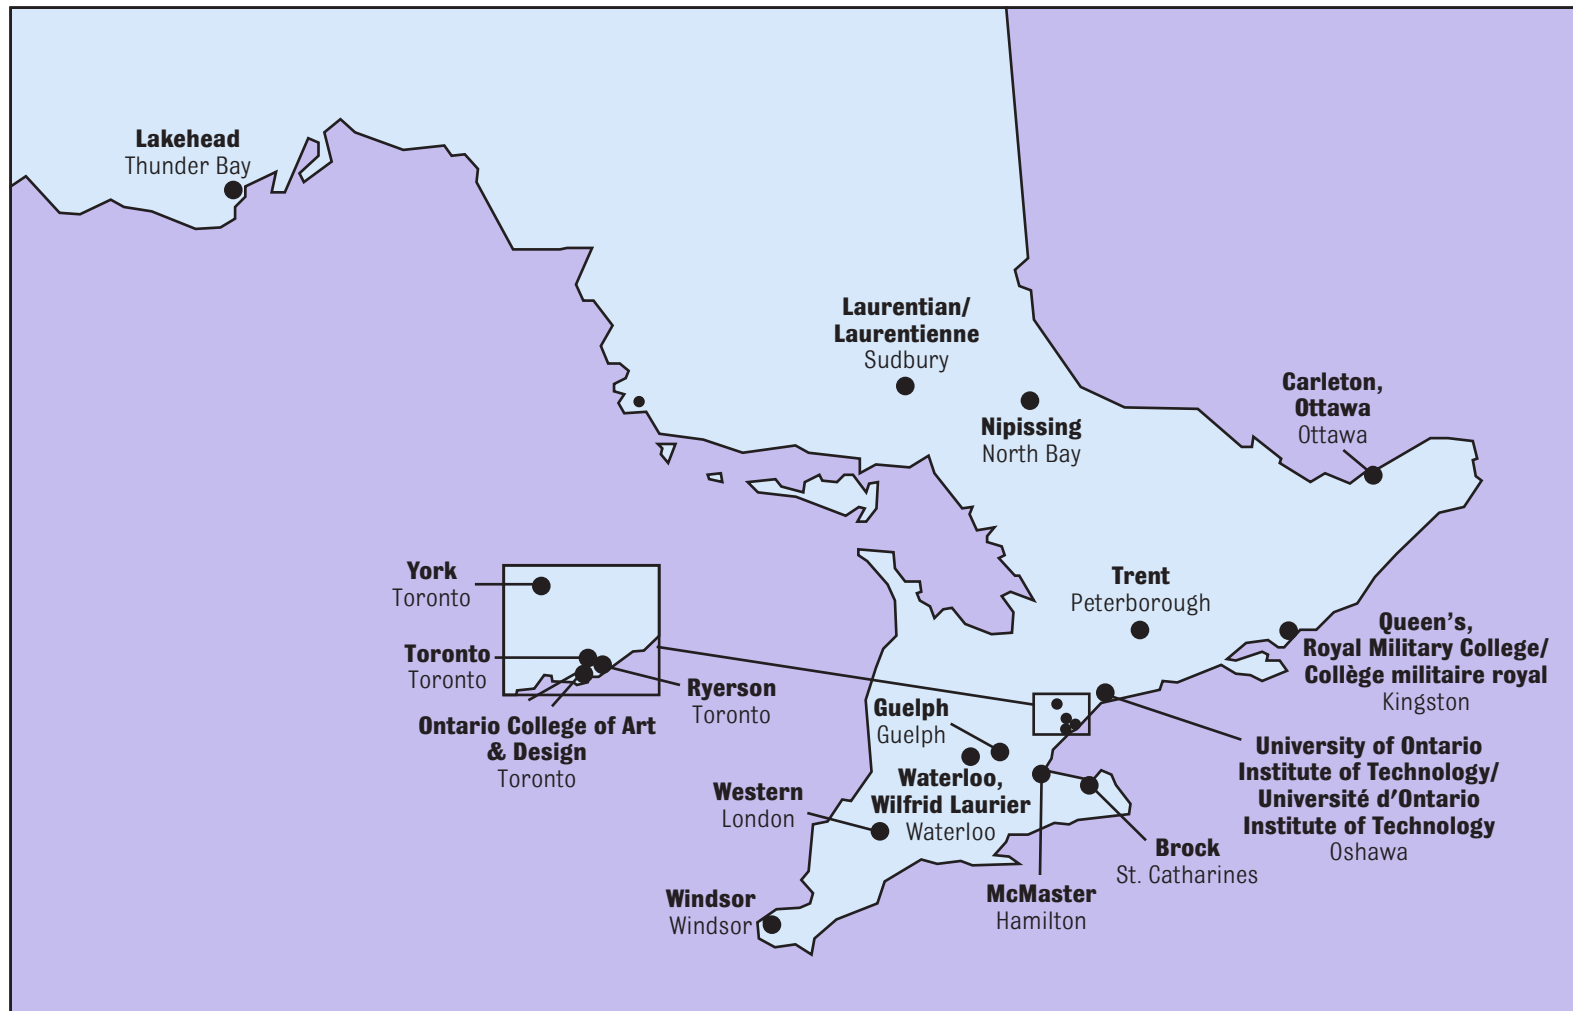 Lakehead
Thunder Bay
Laurentian/
Laurentienne
Sudbury
Nipissing
North Bay
Carleton,
Ottawa
Ottawa
York
Toronto
Toronto
Toronto
Ryerson
Toronto
Ontario College of Art
& Design
Toronto
Trent
Peterborough
Queen's,
Royal Military College/
Collège militaire royal
Kingston
Guelph
Guelph
Waterloo,
Wilfrid Laurier
Waterloo
Western
London
University of Ontario
Institute of Technology/
Université d'Ontario
Institute of Technology
Oshawa
Brock
St. Catharines
McMaster
Hamilton
Windsor
Windsor